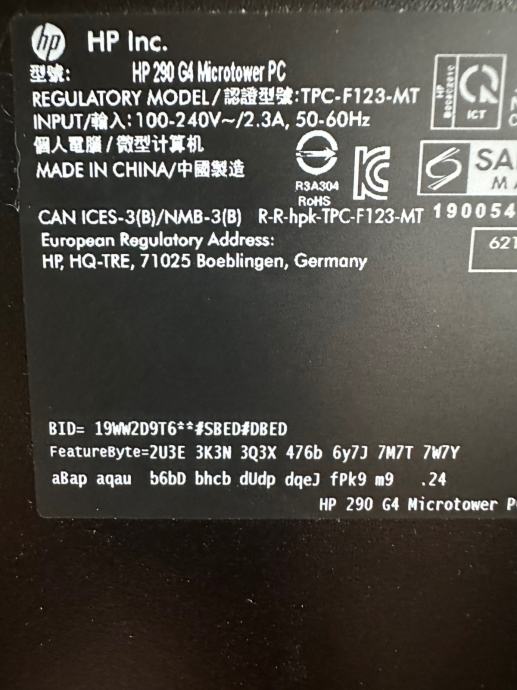 hp HP Inc.
型號: HP 290 G4 Microtower PC
REGULATORY MODEL/認證型號:TPC-F123-MT
INPUT/輸入: 100-240V~/2.3A, 50-60Hz
個人電腦/微型计算机
MADE IN CHINA/中國製造
R3A304
RoHS
ICT
SA
M
CAN ICES-3(B)/NMB-3(B) R-R-hpk-TPC-F123-MT 190054
European Regulatory Address:
HP, HQ-TRE, 71025 Boeblingen, Germany
621
BID= 19WW2D9T6**#SBED#DBED
FeatureByte=2U3E 3K3N 3Q3X 476b 6y7J 7M7T 7W7Y
aBap aqau b6bD bhcb dUdp dqeJ fPk9 m9 .24
HP 290 G4 Microtower P